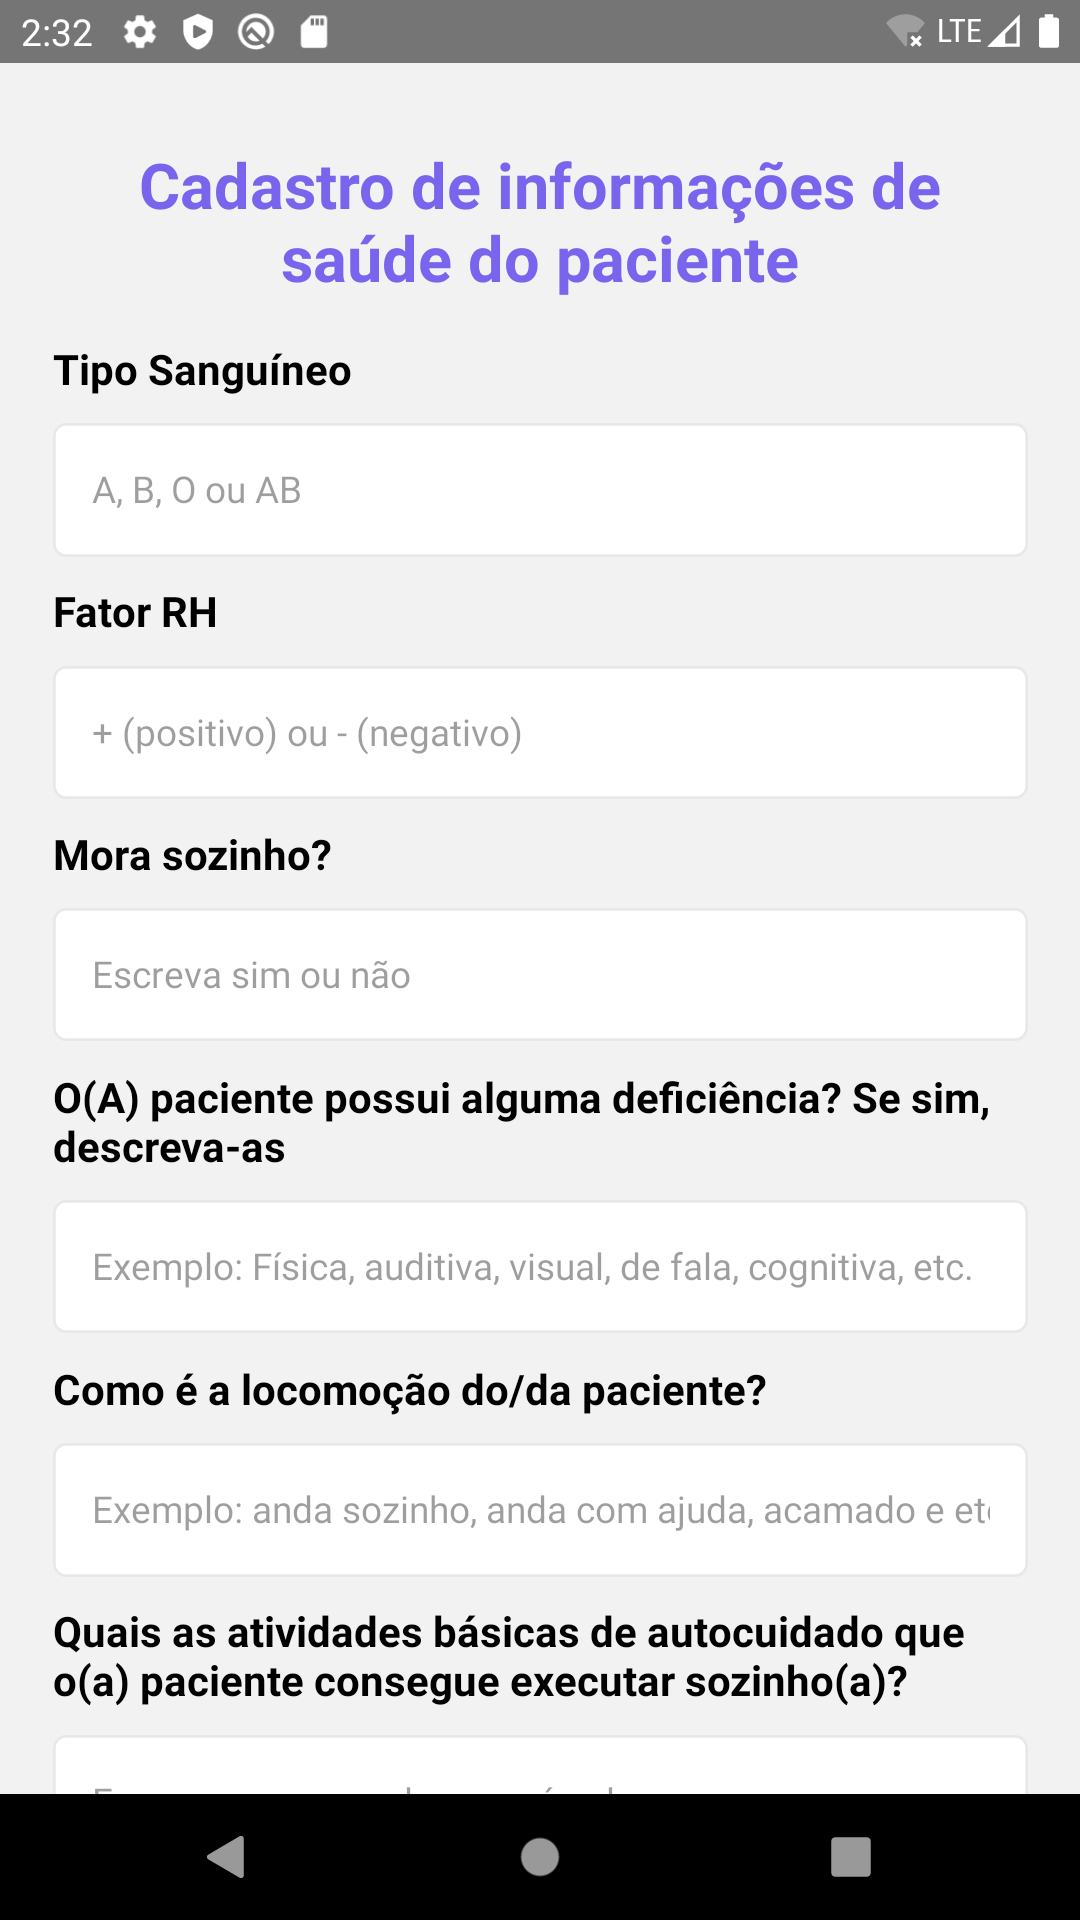 2:32
LTE
Cadastro de informações de
saúde do paciente
Tipo Sanguíneo
A, B, O ou AB
Fator RH
+ (positivo) ou - (negativo)
Mora sozinho?
Escreva sim ou não
O(A) paciente possui alguma deficiência? Se sim,
descreva-as
Exemplo: Física, auditiva, visual, de fala, cognitiva, etc.
Como é a locomoção do/da paciente?
Exemplo: anda sozinho, anda com ajuda, acamado e
Quais as atividades básicas de autocuidado que
o(a) paciente consegue executar sozinho(a)?